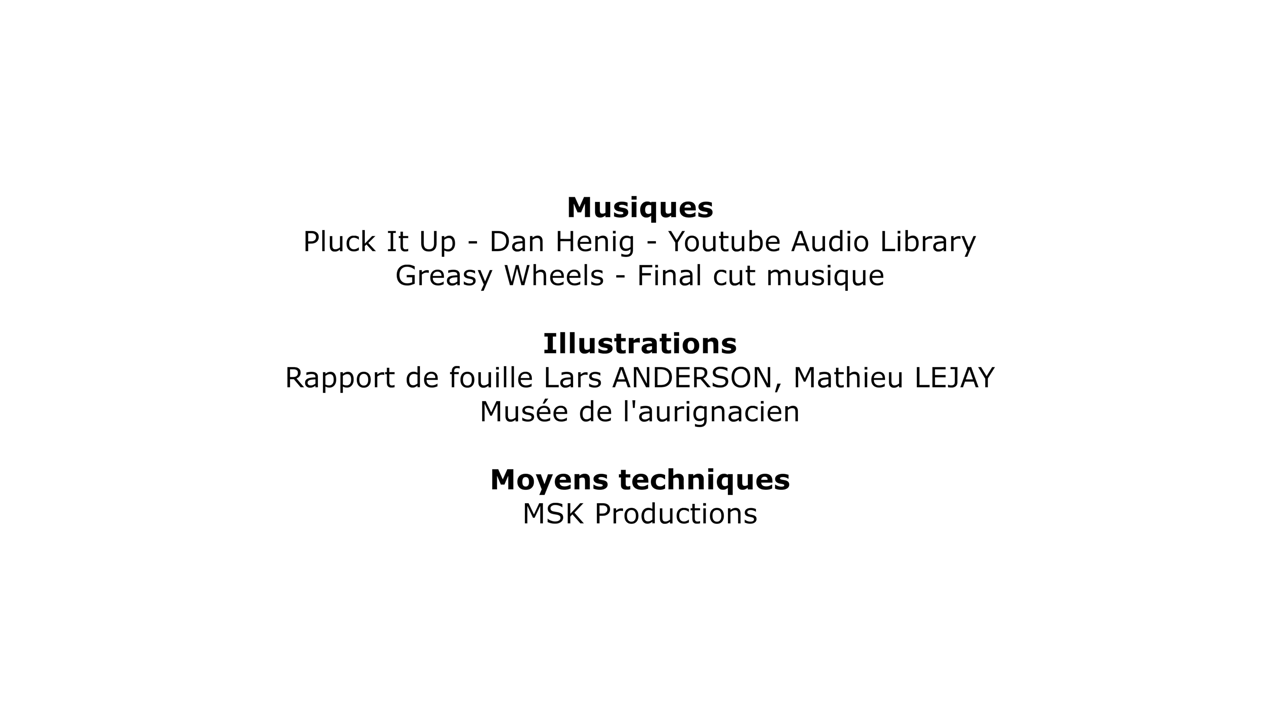 Musiques
Pluck It Up - Dan Henig - Youtube Audio Library
Greasy Wheels - Final cut musique
Illustrations
Rapport de fouille Lars ANDERSON, Mathieu LEJAY
Musée de l'aurignacien
Moyens techniques
MSK Productions